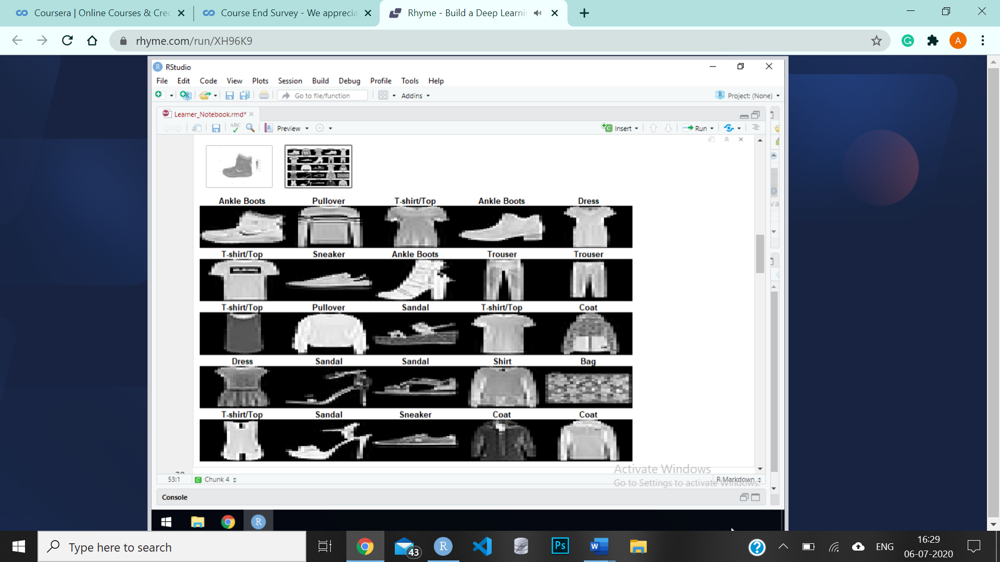 Coursera | Online Courses & Cred
Course End Survey - We apprecia
Rhyme - Build a Deep Learnin
rhyme.com/run/XH96K9
A
RStudio
File Edit Code View Plots Session Build Debug Profile Tools Help
Go to file/function
Addins
Project: (None)
Learner_Notebook.rmd*
ABC
Preview
Insert
Run
Ankle Boots Pullover T-shirt/Top Ankle Boots Dress
T-shirt/Top Sneaker Ankle Boots Trouser Trouser
T-shirt/Top Pullover Sandal T-shirt/Top Coat
Dress Sandal Sandal Shirt Bag
T-shirt/Top Sandal Sneaker Coat Coat
Activate Windows
Go to Settings to activate Windows.
53:1
Chunk 4
R Markdown
Console
Type here to search
43
ENG
16:29
06-07-2020